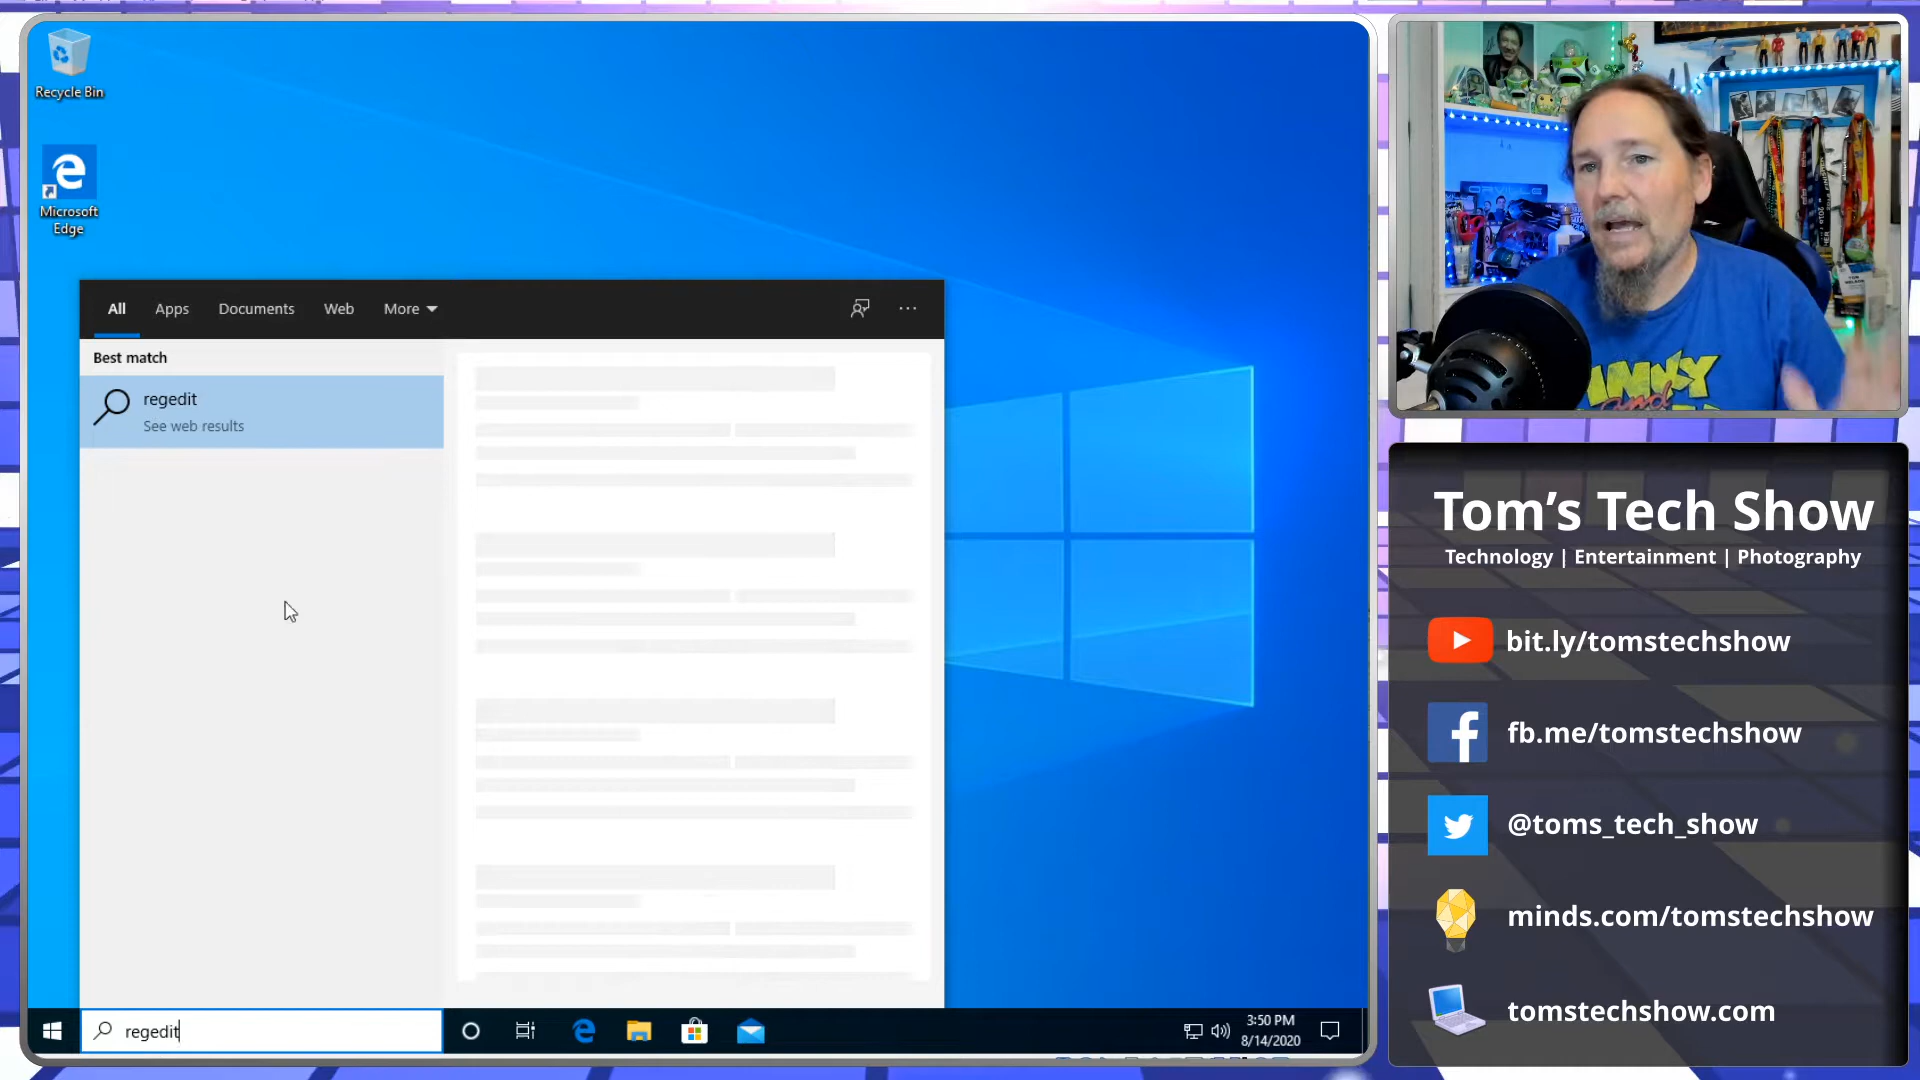 Recycle Bin
Microsoft
Edge
All
Apps
Documents
Web
More
Best match
regedit
See web results
regedit
3:50 PM
8/14/2020
ORVILLE
and
Tom's Tech Show
Technology | Entertainment | Photography
bit.ly/tomstechshow
fb.me/tomstechshow
@toms_tech_show
minds.com/tomstechshow
tomstechshow.com